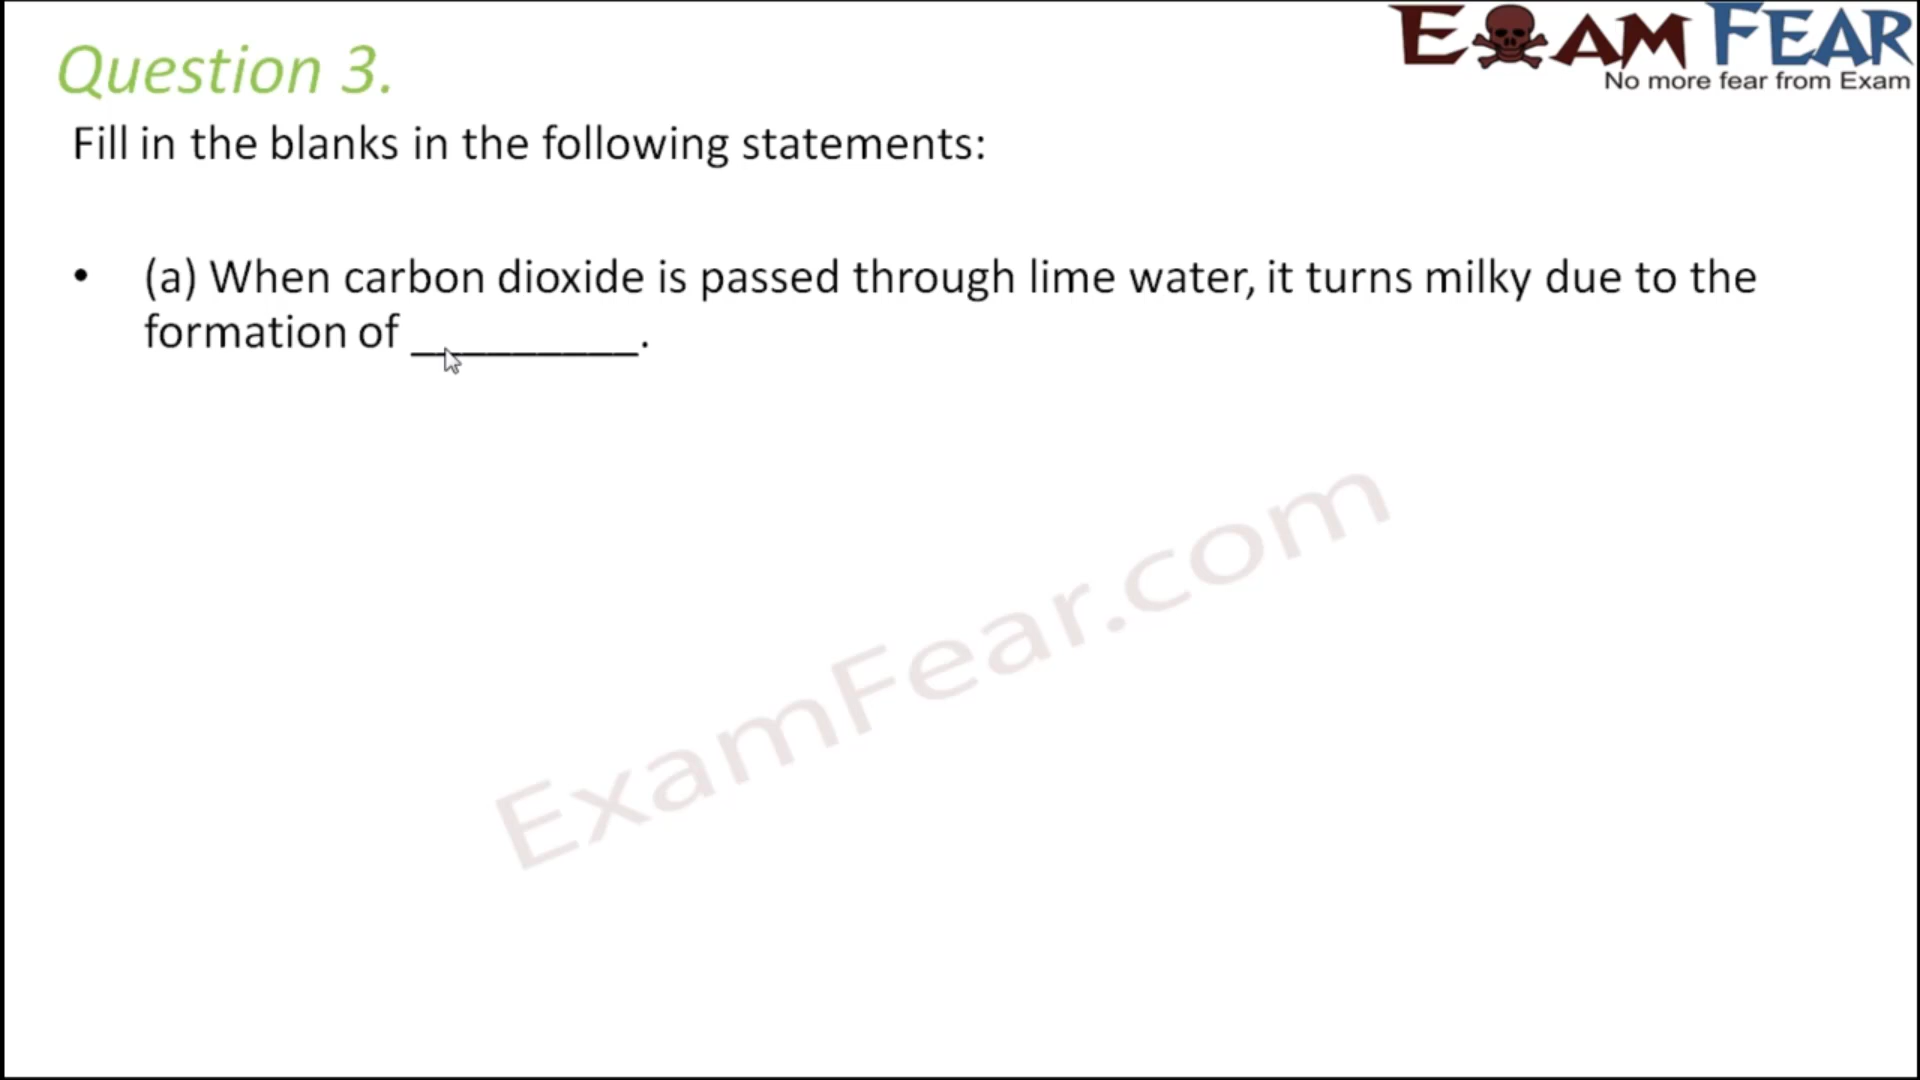 EXAM FEAR
No more fear from Exam
Question 3.
Fill in the blanks in the following statements:
• (a) When carbon dioxide is passed through lime water, it turns milky due to the
formation of __________.
ExamFear.com